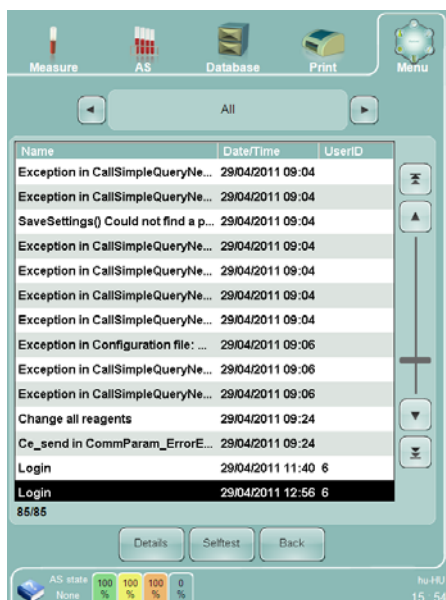 Measure AS Database Print Menu
All
Name Date/Time UserID
Exception in CallSimpleQueryNe... 29/04/2011 09:04
Exception in CallSimpleQueryNe... 29/04/2011 09:04
SaveSettings() Could not find a p... 29/04/2011 09:04
Exception in CallSimpleQueryNe... 29/04/2011 09:04
Exception in CallSimpleQueryNe... 29/04/2011 09:04
Exception in CallSimpleQueryNe... 29/04/2011 09:04
Exception in CallSimpleQueryNe... 29/04/2011 09:04
Exception in Configuration file: ... 29/04/2011 09:06
Exception in CallSimpleQueryNe... 29/04/2011 09:06
Exception in CallSimpleQueryNe... 29/04/2011 09:06
Change all reagents 29/04/2011 09:24
Ce_send in CommParam_ErrorE... 29/04/2011 09:24
Login 29/04/2011 11:40 6
Login 29/04/2011 12:56 6
85/85
Details Selftest Back
AS state 100 100 100 0 hu-HU
None % % % % 15:54